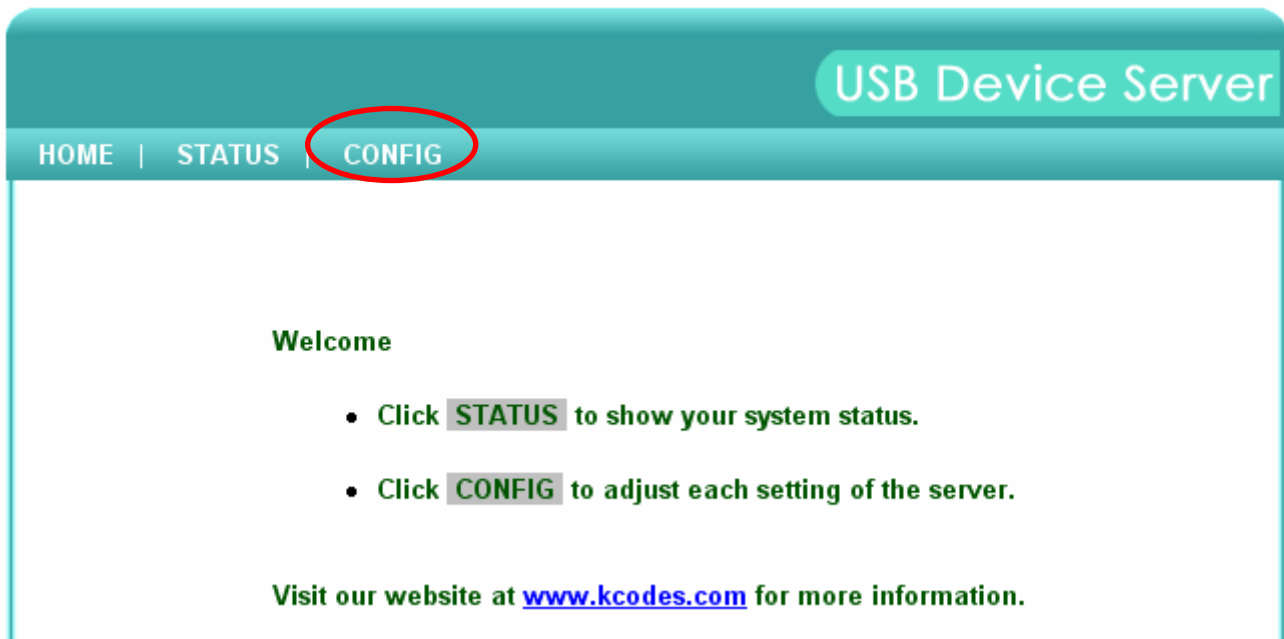 USB Device Server
HOME | STATUS | CONFIG
Welcome
Click STATUS to show your system status.
Click CONFIG to adjust each setting of the server.
Visit our website at www.kcodes.com for more information.